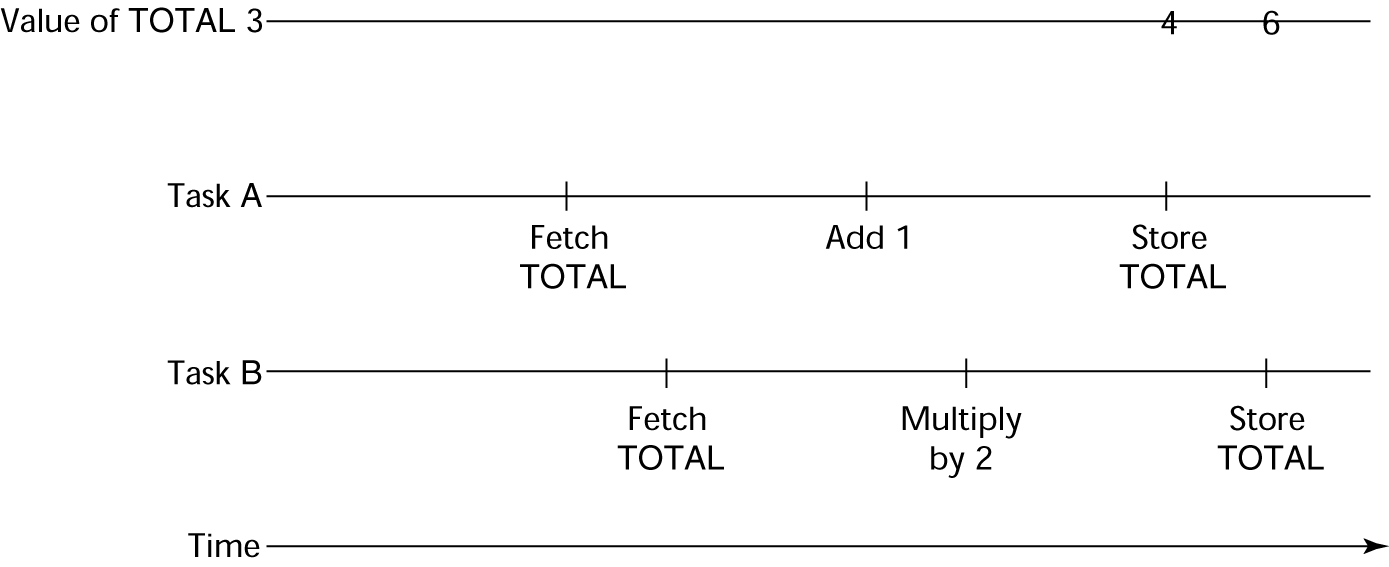 Value of TOTAL 3
4
6
Task A
Fetch
TOTAL
Add 1
Store
TOTAL
Task B
Fetch
TOTAL
Multiply
by 2
Store
TOTAL
Time